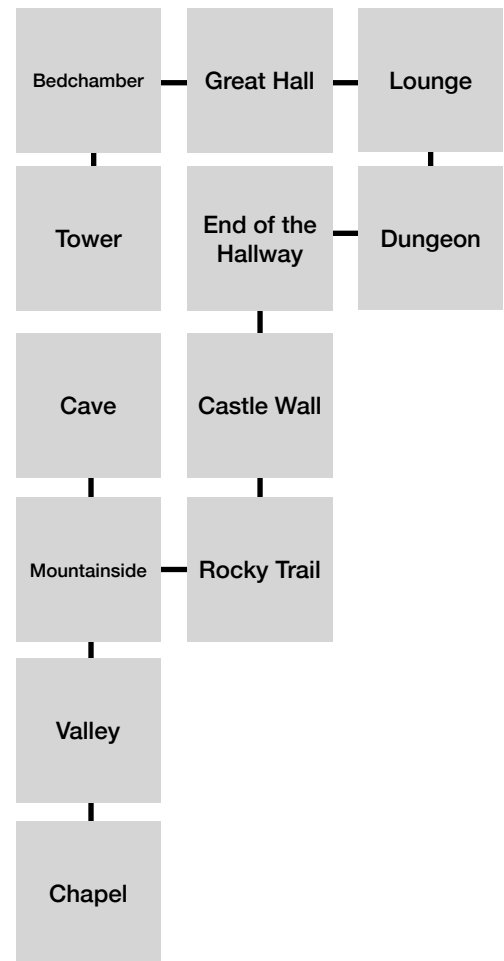 Bedchamber
Great Hall
Lounge
Tower
End of the
Hallway
Dungeon
Cave
Castle Wall
Mountainside
Rocky Trail
Valley
Chapel